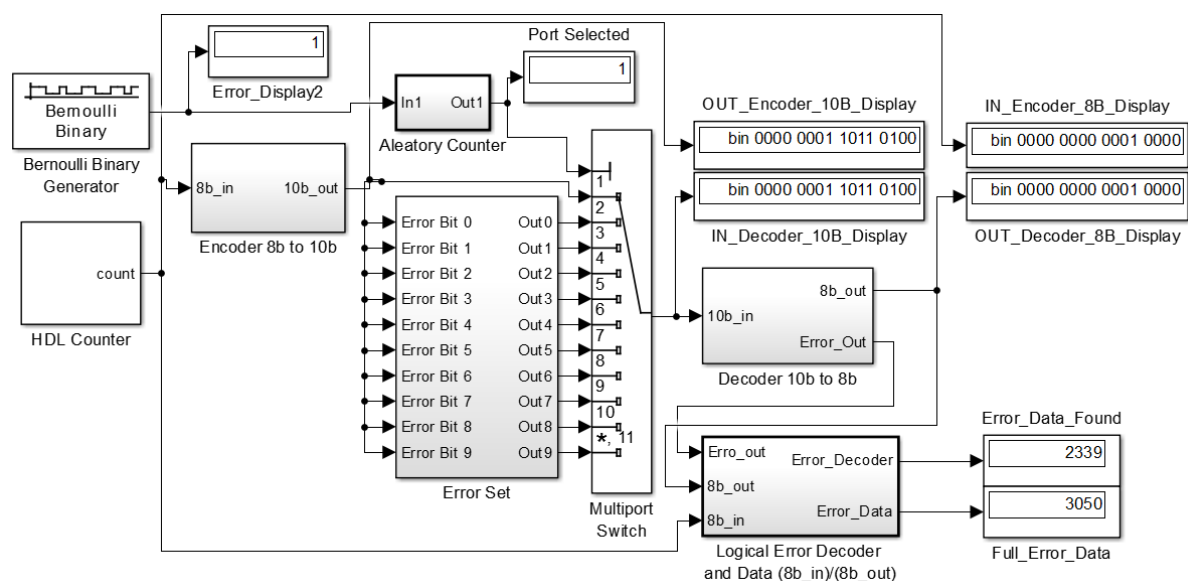 1
Error_Display2
Bernoulli
Binary
Bernoulli Binary
Generator
In1
Out1
Aleatory Counter
Port Selected
1
8b_in
10b_out
Encoder 8b to 10b
count
HDL Counter
Error Bit 0
Out0
Error Bit 1
Out1
Error Bit 2
Out2
Error Bit 3
Out3
Error Bit 4
Out4
Error Bit 5
Out5
Error Bit 6
Out6
Error Bit 7
Out7
Error Bit 8
Out8
Error Bit 9
Out9
Error Set
1
2
3
4
5
6
7
8
9
10
*, 11
Multiport
Switch
OUT_Encoder_10B_Display
bin 0000 0001 1011 0100
bin 0000 0001 1011 0100
IN_Decoder_10B_Display
IN_Encoder_8B_Display
bin 0000 0000 0001 0000
bin 0000 0000 0001 0000
OUT_Decoder_8B_Display
10b_in
8b_out
Error_Out
Decoder 10b to 8b
Erro_out
8b_out
8b_in
Error_Decoder
Error_Data
Logical Error Decoder
and Data (8b_in)/(8b_out)
Error_Data_Found
2339
3050
Full_Error_Data